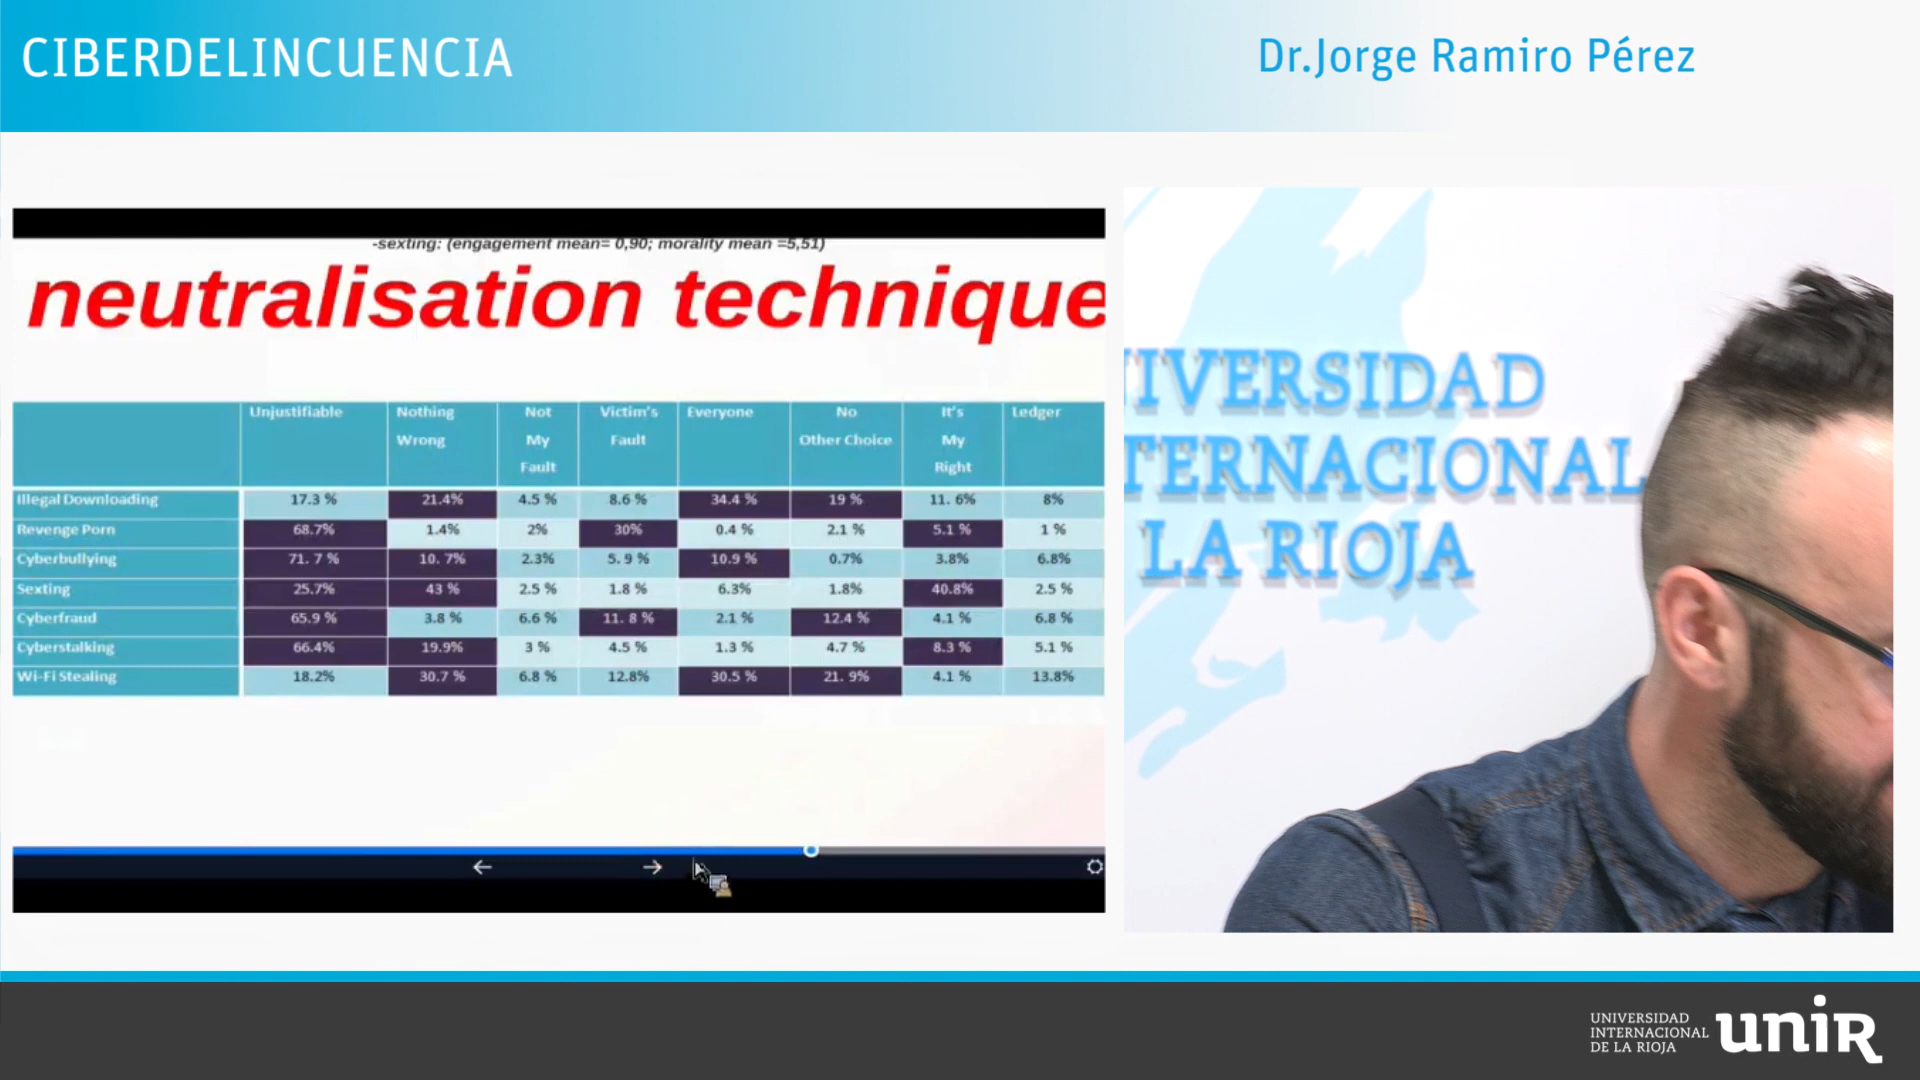 CIBERDELINCUENCIA
Dr.Jorge Ramiro Pérez
-sexting: (engagement mean= 0,90; morality mean =5,51)
neutralisation technique
Unjustifiable Nothing Wrong Not My Fault Victim's Fault Everyone No Other Choice It's My Right Ledger
Illegal Downloading 17.3 % 21.4% 4.5 % 8.6 % 34.4 % 19 % 11. 6% 8%
Revenge Porn 68.7% 1.4% 2% 30% 0.4 % 2.1 % 5.1 % 1 %
Cyberbullying 71. 7 % 10. 7% 2.3% 5. 9 % 10.9 % 0.7% 3.8% 6.8%
Sexting 25.7% 43 % 2.5 % 1.8 % 6.3% 1.8% 40.8% 2.5 %
Cyberfraud 65.9 % 3.8 % 6.6 % 11. 8 % 2.1 % 12.4 % 4.1 % 6.8 %
Cyberstalking 66.4% 19.9% 3 % 4.5 % 1.3 % 4.7 % 8.3 % 5.1 %
Wi-Fi Stealing 18.2% 30.7 % 6.8 % 12.8% 30.5 % 21. 9% 4.1 % 13.8%
IVERSIDAD
TERNACIONAL
LA RIOJA
UNIVERSIDAD
INTERNACIONAL
DE LA RIOJA
uniR